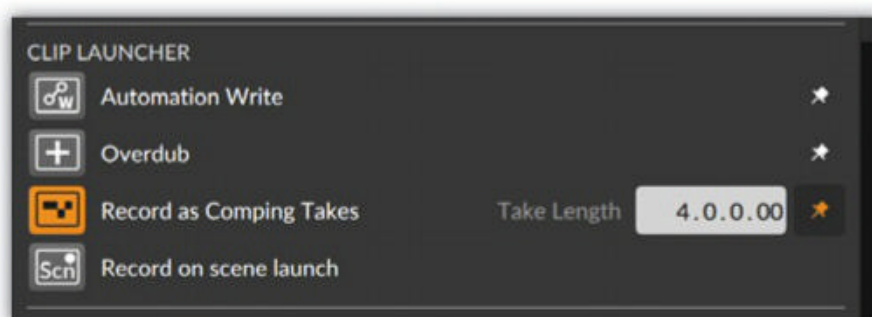 CLIP LAUNCHER
W Automation Write
Overdub
Record as Comping Takes Take Length 4.0.0.00
Scn Record on scene launch